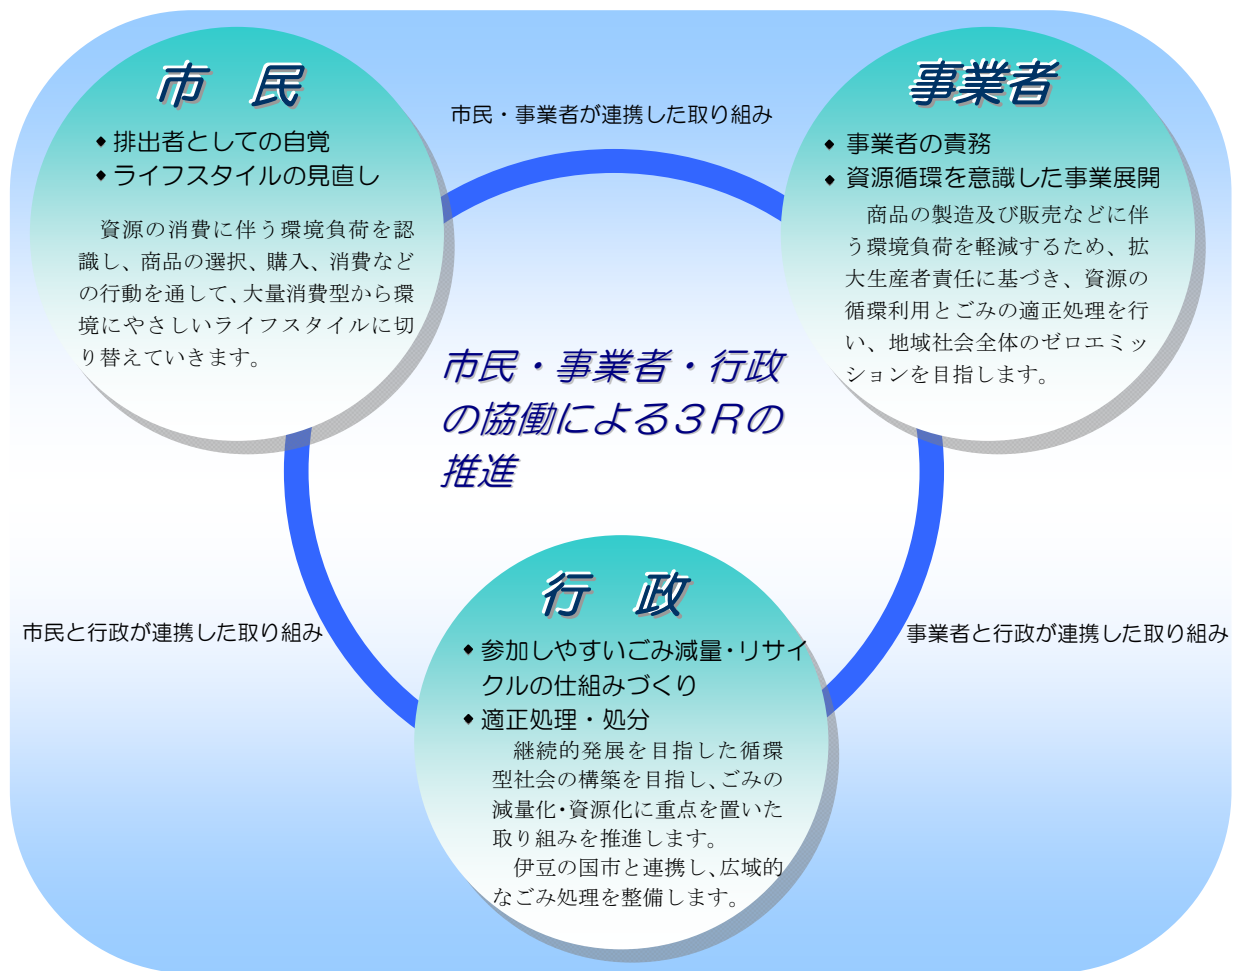 市　民
◆排出者としての自覚
◆ライフスタイルの見直し
資源の消費に伴う環境負荷を認
識し、商品の選択、購入、消費など
の行動を通して、大量消費型から環
境にやさしいライフスタイルに切
り替えていきます。
市民・事業者が連携した取り組み
事業者
◆事業者の責務
◆資源循環を意識した事業展開
商品の製造及び販売などに伴
う環境負荷を軽減するため、拡
大生産者責任に基づき、資源の
循環利用とごみの適正処理を行
い、地域社会全体のゼロエミッ
ションを目指します。
市民・事業者・行政
の協働による３Ｒの
推進
市民と行政が連携した取り組み
事業者と行政が連携した取り組み
行　政
◆参加しやすいごみ減量・リサイ
クルの仕組みづくり
◆適正処理・処分
継続的発展を目指した循環
型社会の構築を目指し、ごみの
減量化・資源化に重点を置いた
取り組みを推進します。
伊豆の国市と連携し、広域的
なごみ処理を整備します。